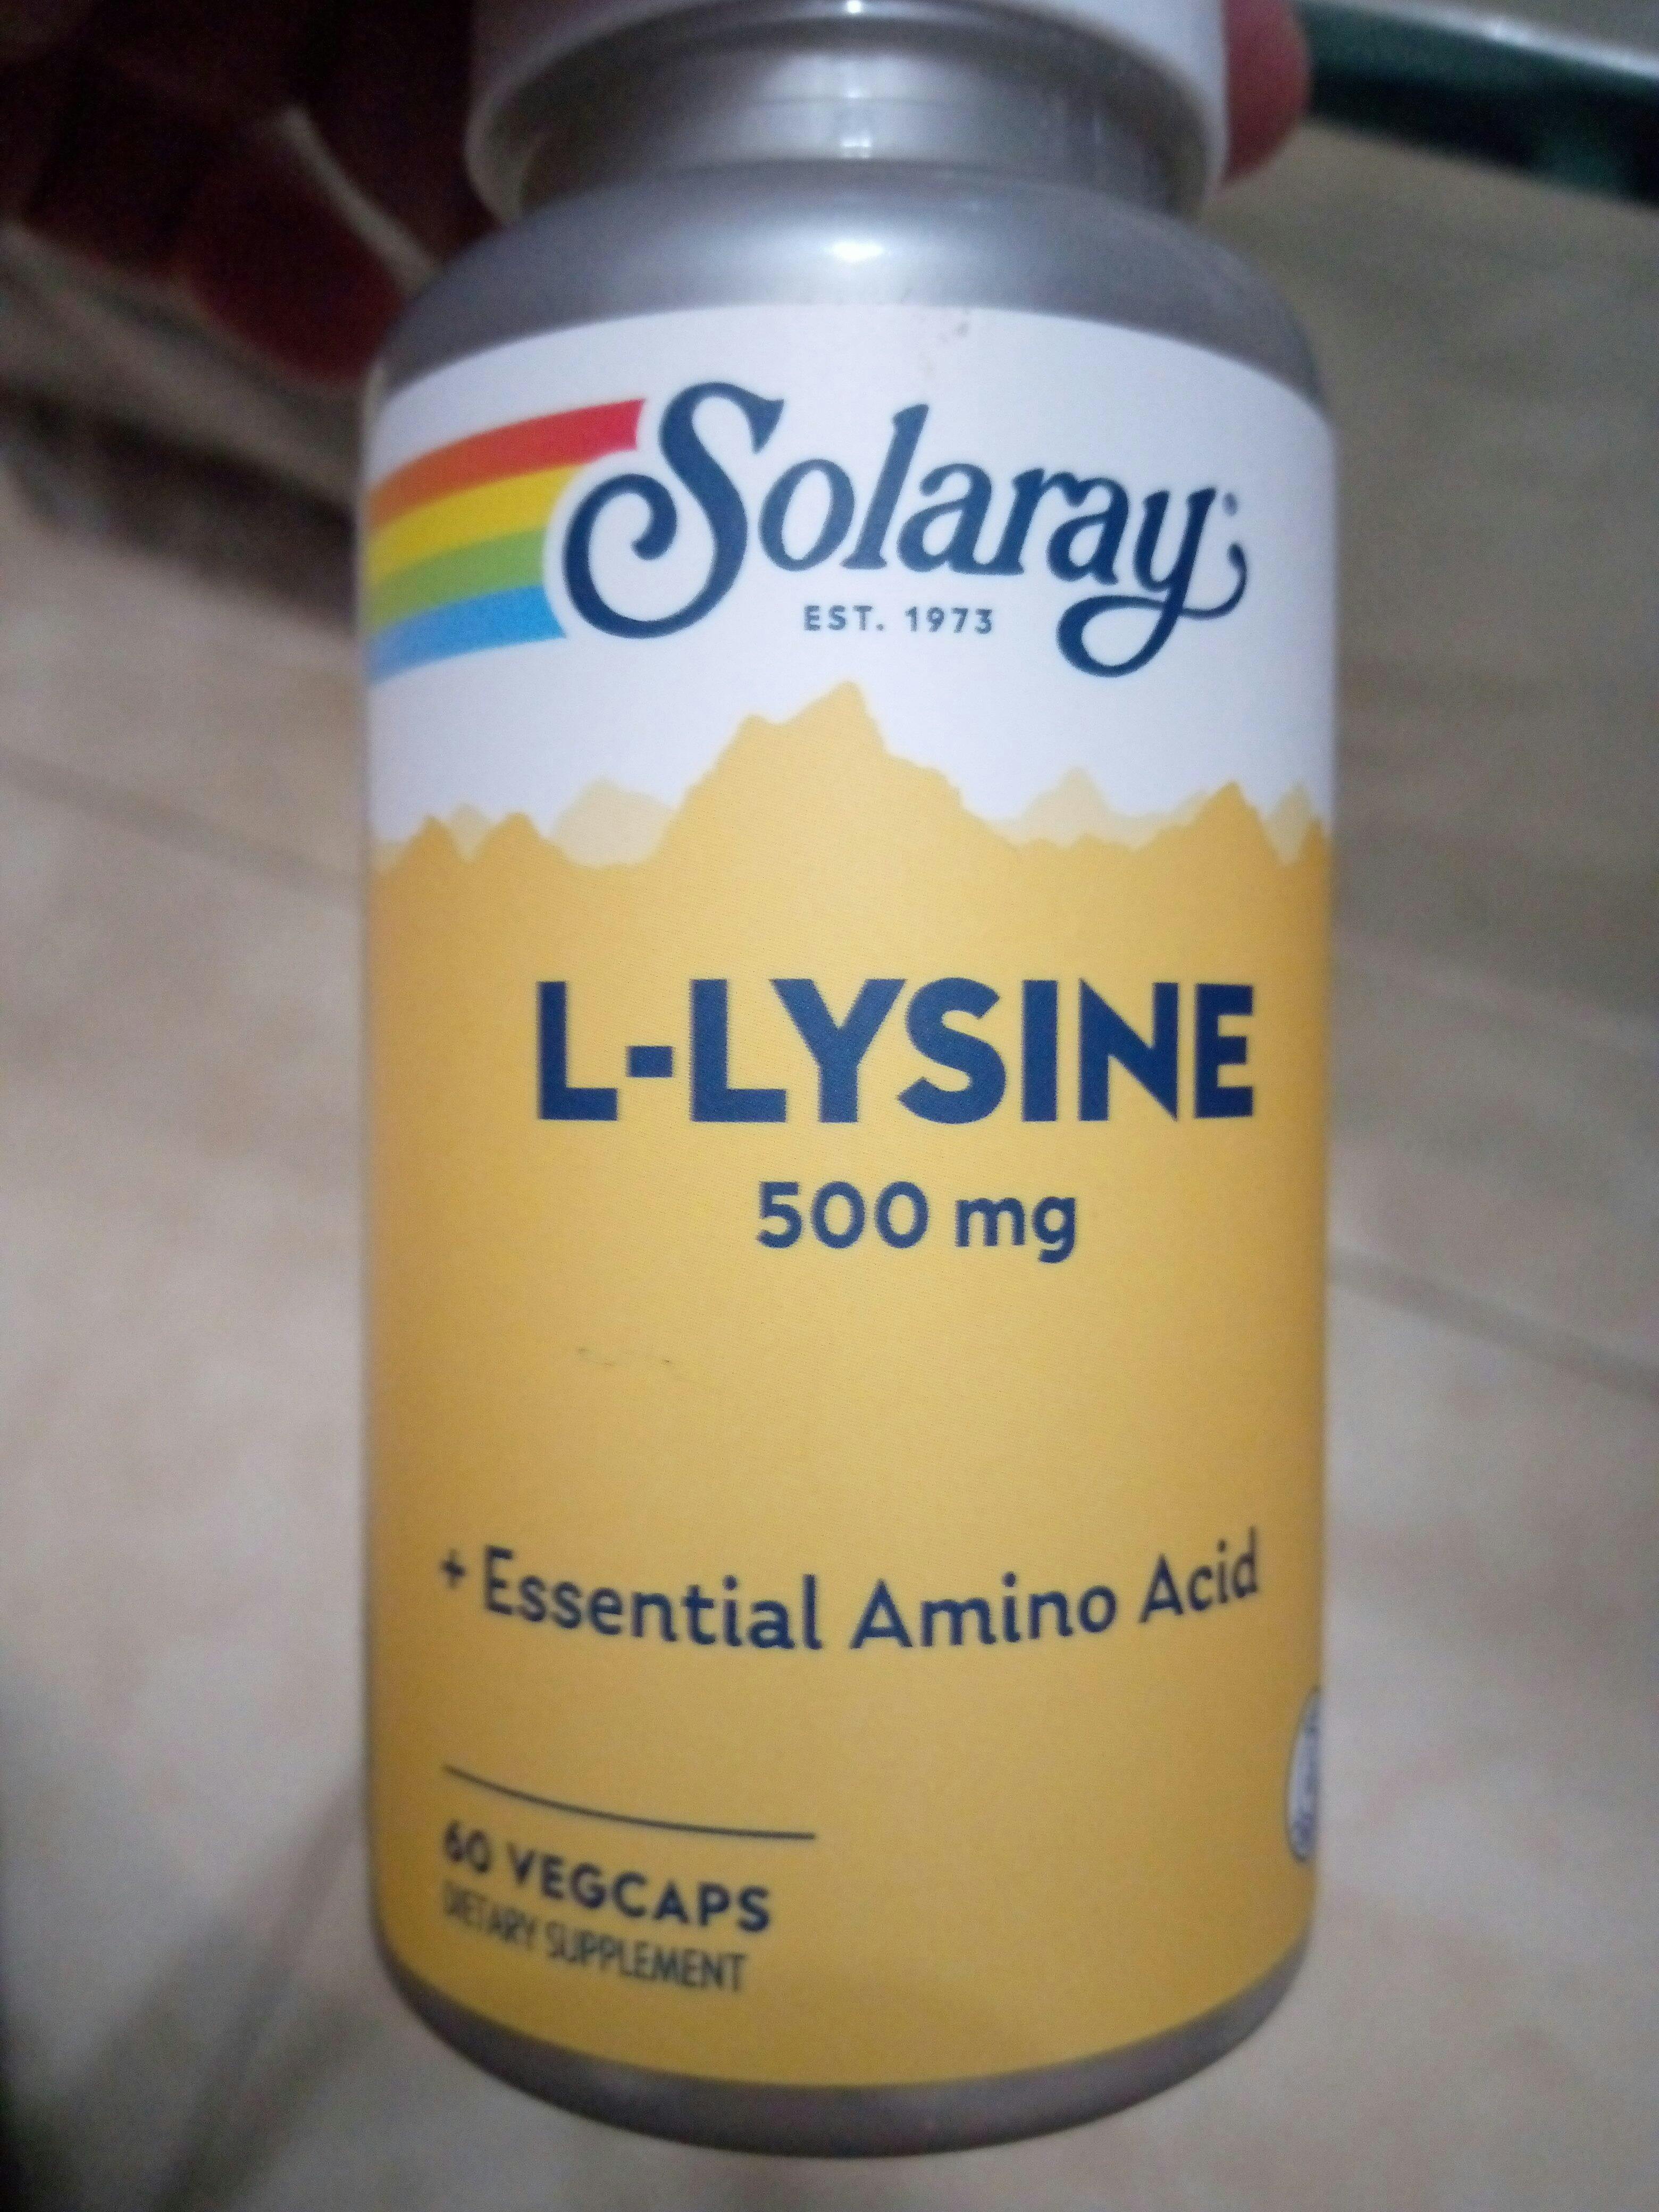 Solaray
EST. 1973
L-LYSINE
500 mg
+ Essential Amino Acid
60 VEGCAPS
DIETARY SUPPLEMENT